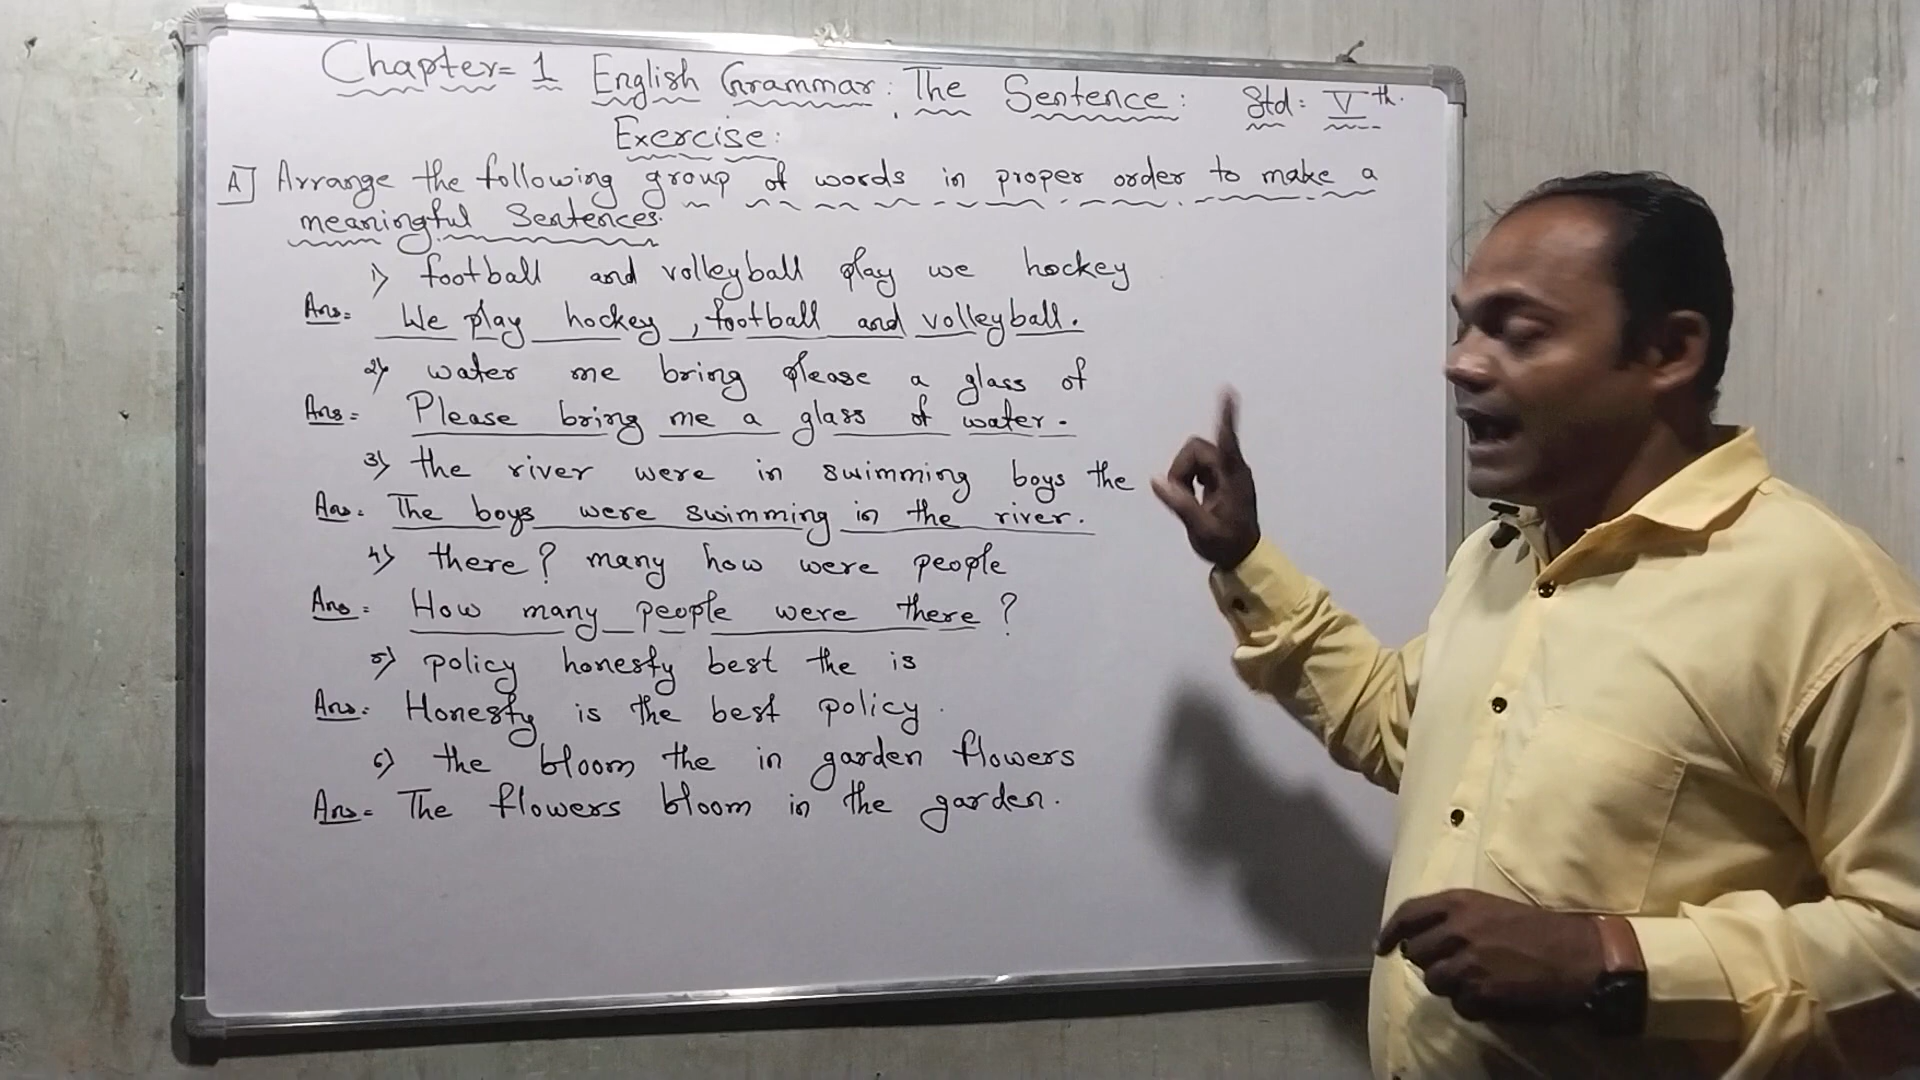 Chapter= 1 English Grammar: The Sentence: Std: Vth.
Exercise:
A] Arrange the following group of words in proper order to make a
meaningful Sentences.
1) football and volleyball play we hockey
Ans= We play hockey, football and volleyball.
2) water me bring please a glass of
Ans= Please bring me a glass of water.
3) the river were in swimming boys the
Ans= The boys were swimming in the river.
4) there? many how were people
Ans= How many people were there?
5) policy honesty best the is
Ans= Honesty is the best policy.
6) the bloom the in garden flowers
Ans= The flowers bloom in the garden.